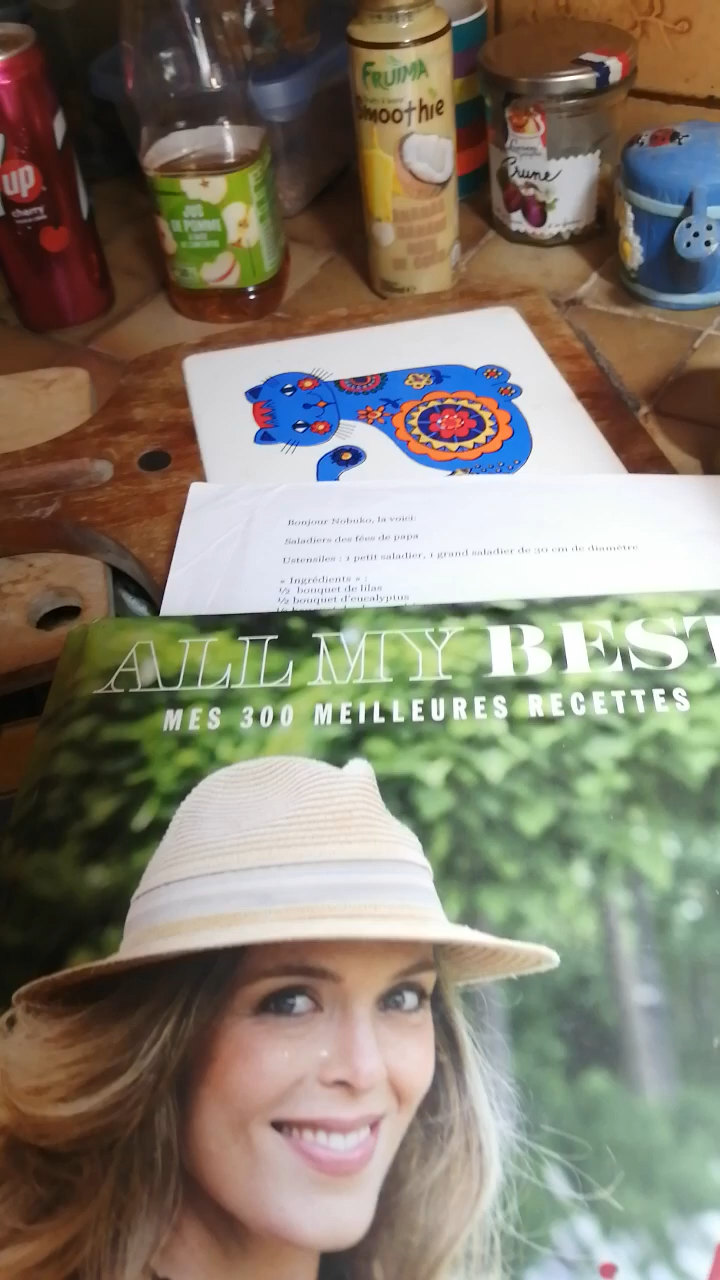 7up
cherry
JUS
DE POMME
FRUIMA
Smoothie
Prune
Bonjour Nobuko, la voici:
Saladiers des fées de papa
Ustensiles : 1 petit saladier, 1 grand saladier de 30 cm de diamètre
« Ingrédients » :
½ bouquet de lilas
½ bouquet d'eucalyptus
ALL MY BEST
MES 300 MEILLEURES RECETTES